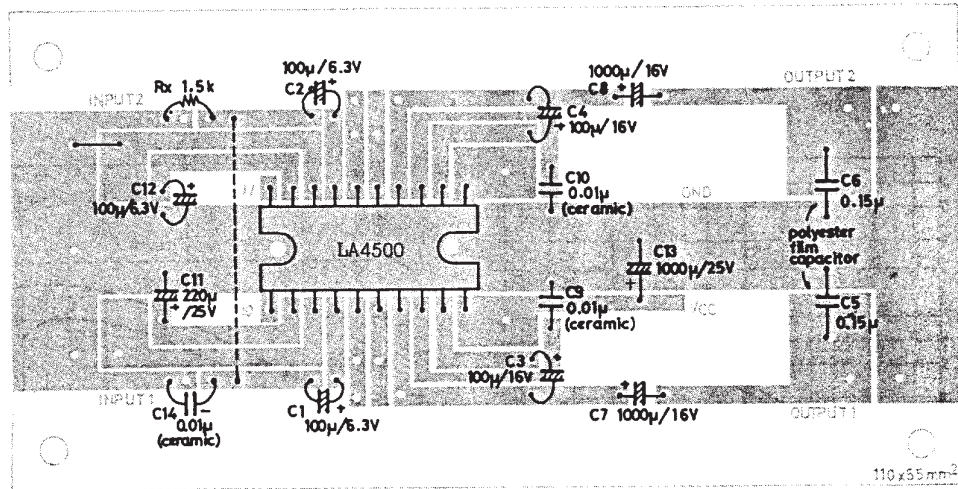 100μ/6.3V
C2
+
1000μ/16V
C8
+
OUTPUT 2
Rx 1.5k
INPUT2
C4
+100μ/16V
C12
+
100μ/6.3V
C10
0.01μ
(ceramic)
GND
C6
0.15μ
LA4500
polyester
film
capacitor
C13
1000μ/25V
+
C11
220μ
+/25V
C9
0.01μ
(ceramic)
VCC
C5
0.15μ
C3
+
100μ/16V
INPUT1
C14
0.01μ
(ceramic)
C1
+
100μ/6.3V
+
C7
1000μ/16V
OUTPUT1
110x65mm²